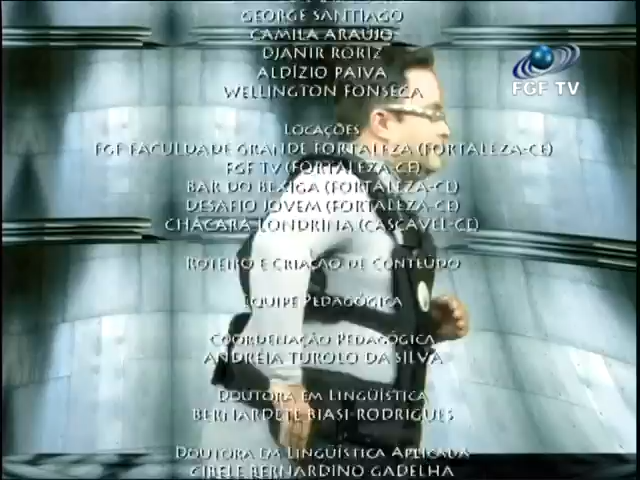 GEORGE SANTIAGO
CAMILA ARAÚJO
DJANIR RORIZ
ALDÍZIO PAIVA
WELLINGTON FONSECA
FGF TV
LOCAÇÕES
FGF FACULDADE GRANDE FORTALEZA (FORTALEZA-CE)
FGF TV (FORTALEZA-CE)
BAR DO BEXIGA (FORTALEZA-CE)
DESAFIO JOVEM (FORTALEZA-CE)
CHÁCARA LONDRINA (CASCAVEL-CE)
ROTEIRO E CRIAÇÃO DE CONTEÚDO
EQUIPE PEDAGÓGICA
COORDENAÇÃO PEDAGÓGICA
ANDRÉIA TUROLO DA SILVA
DOUTORA EM LINGÜÍSTICA
BERNARDETE BIASI-RODRIGUES
DOUTORA EM LINGÜÍSTICA APLICADA
CIBELE BERNARDINO GADELHA